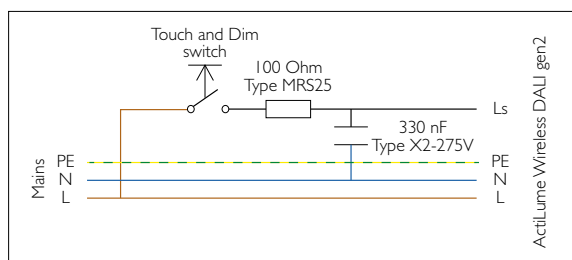 Touch and Dim
switch
100 Ohm
Type MRS25
Ls
330 nF
Type X2-275V
Mains
PE
N
L
PE
N
L
ActiLume Wireless DALI gen2